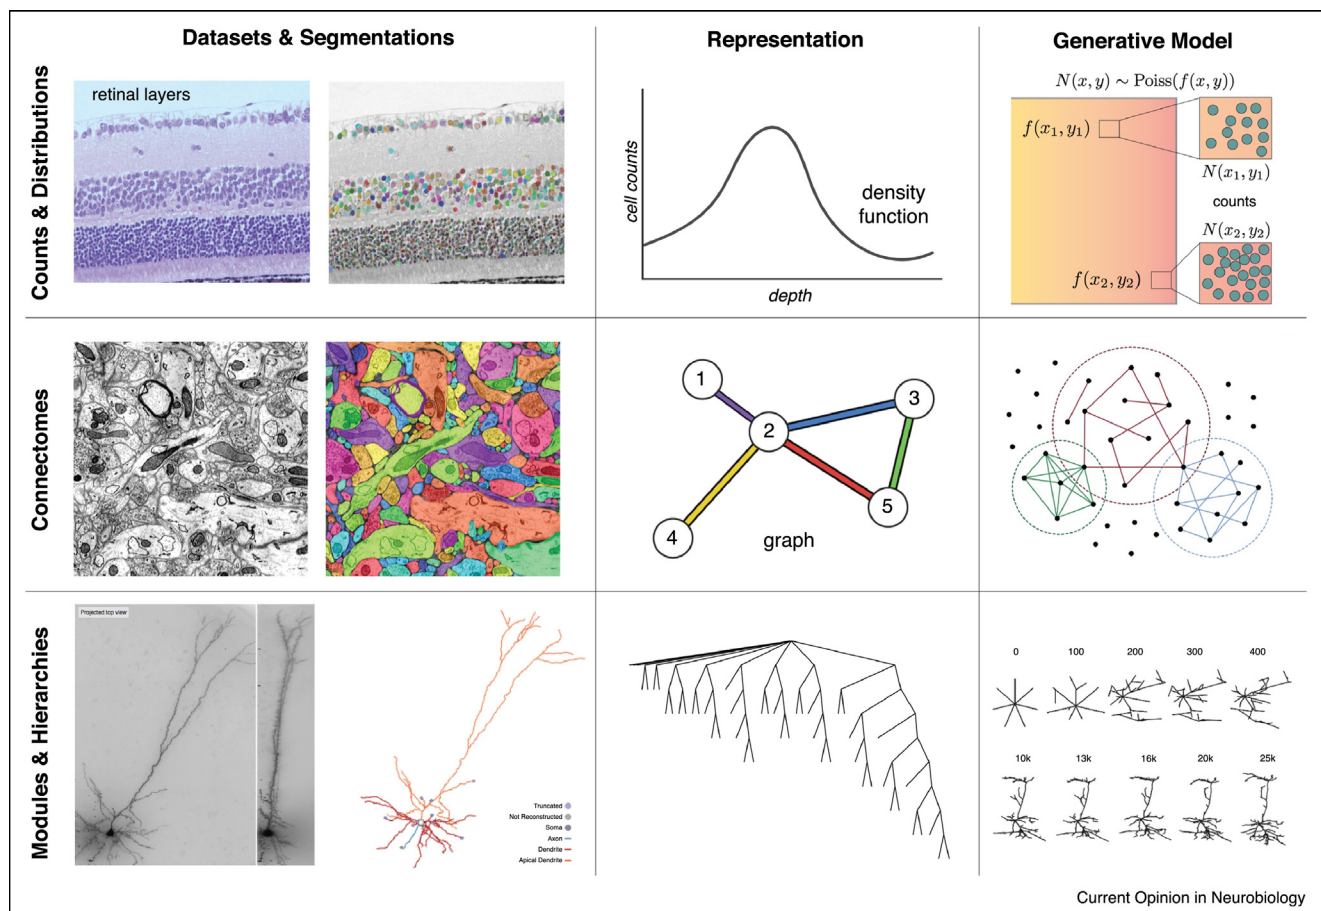 Datasets & Segmentations
Representation
Generative Model
Counts & Distributions
retinal layers
cell counts
density
function
depth
N(x, y) ∼ Poiss(f(x, y))
f(x₁, y₁)
N(x₁, y₁)
counts
N(x₂, y₂)
f(x₂, y₂)
Connectomes
1
2
3
4
5
graph
Modules & Hierarchies
Projected top view
Truncated
Not Reconstructed
Soma
Axon
Dendrite
Apical Dendrite
0 100 200 300 400
10k 13k 16k 20k 25k
Current Opinion in Neurobiology